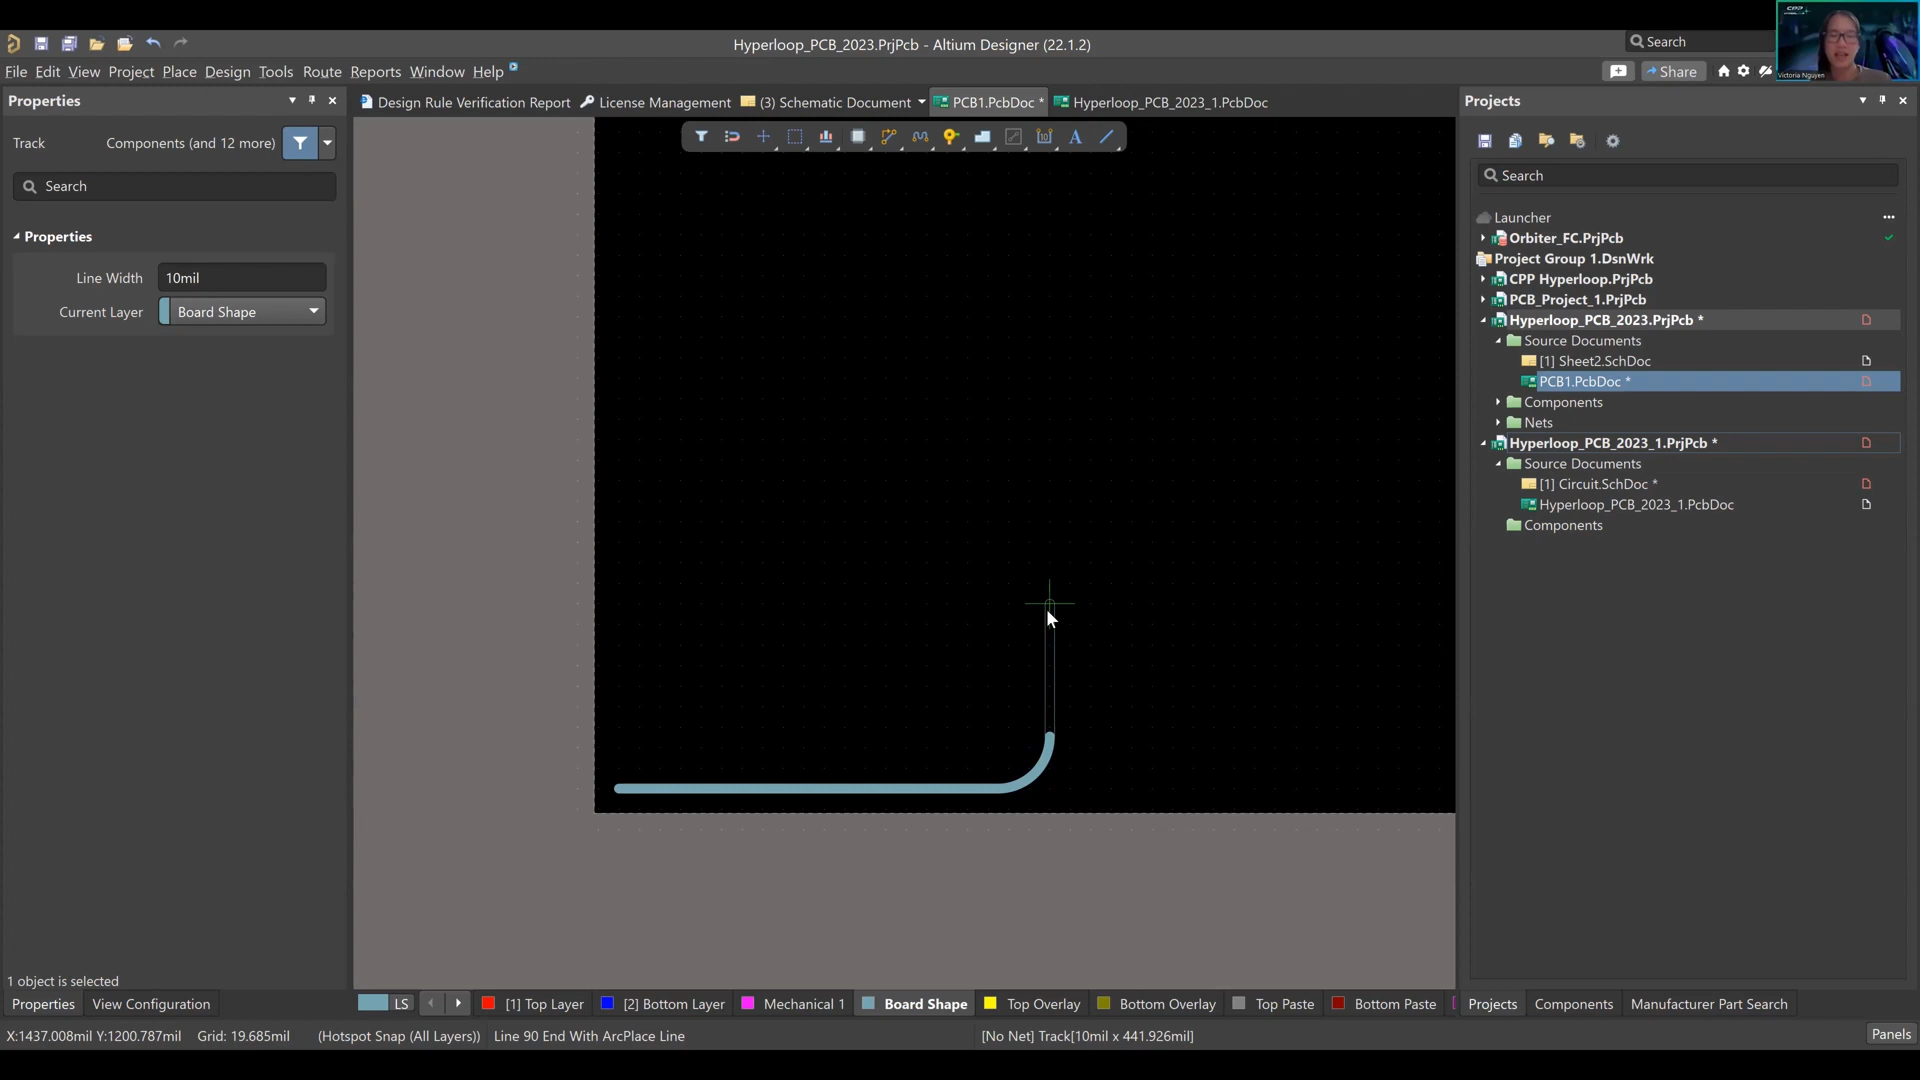 Hyperloop_PCB_2023.PrjPcb - Altium Designer (22.1.2)
Search
CPP
Victoria Nguyen
File Edit View Project Place Design Tools Route Reports Window Help
Share
Properties
Design Rule Verification Report
License Management
(3) Schematic Document
PCB1.PcbDoc *
Hyperloop_PCB_2023_1.PcbDoc
Projects
Track
Components (and 12 more)
Search
Properties
Line Width
10mil
Current Layer
Board Shape
A
Search
Launcher
Orbiter_FC.PrjPcb
Project Group 1.DsnWrk
CPP Hyperloop.PrjPcb
PCB_Project_1.PrjPcb
Hyperloop_PCB_2023.PrjPcb *
Source Documents
[1] Sheet2.SchDoc
PCB1.PcbDoc *
Components
Nets
Hyperloop_PCB_2023_1.PrjPcb *
Source Documents
[1] Circuit.SchDoc *
Hyperloop_PCB_2023_1.PcbDoc
Components
1 object is selected
Properties View Configuration
LS
[1] Top Layer
[2] Bottom Layer
Mechanical 1
Board Shape
Top Overlay
Bottom Overlay
Top Paste
Bottom Paste
Projects Components Manufacturer Part Search
X:1437.008mil Y:1200.787mil Grid: 19.685mil (Hotspot Snap (All Layers)) Line 90 End With ArcPlace Line
[No Net] Track[10mil x 441.926mil]
Panels